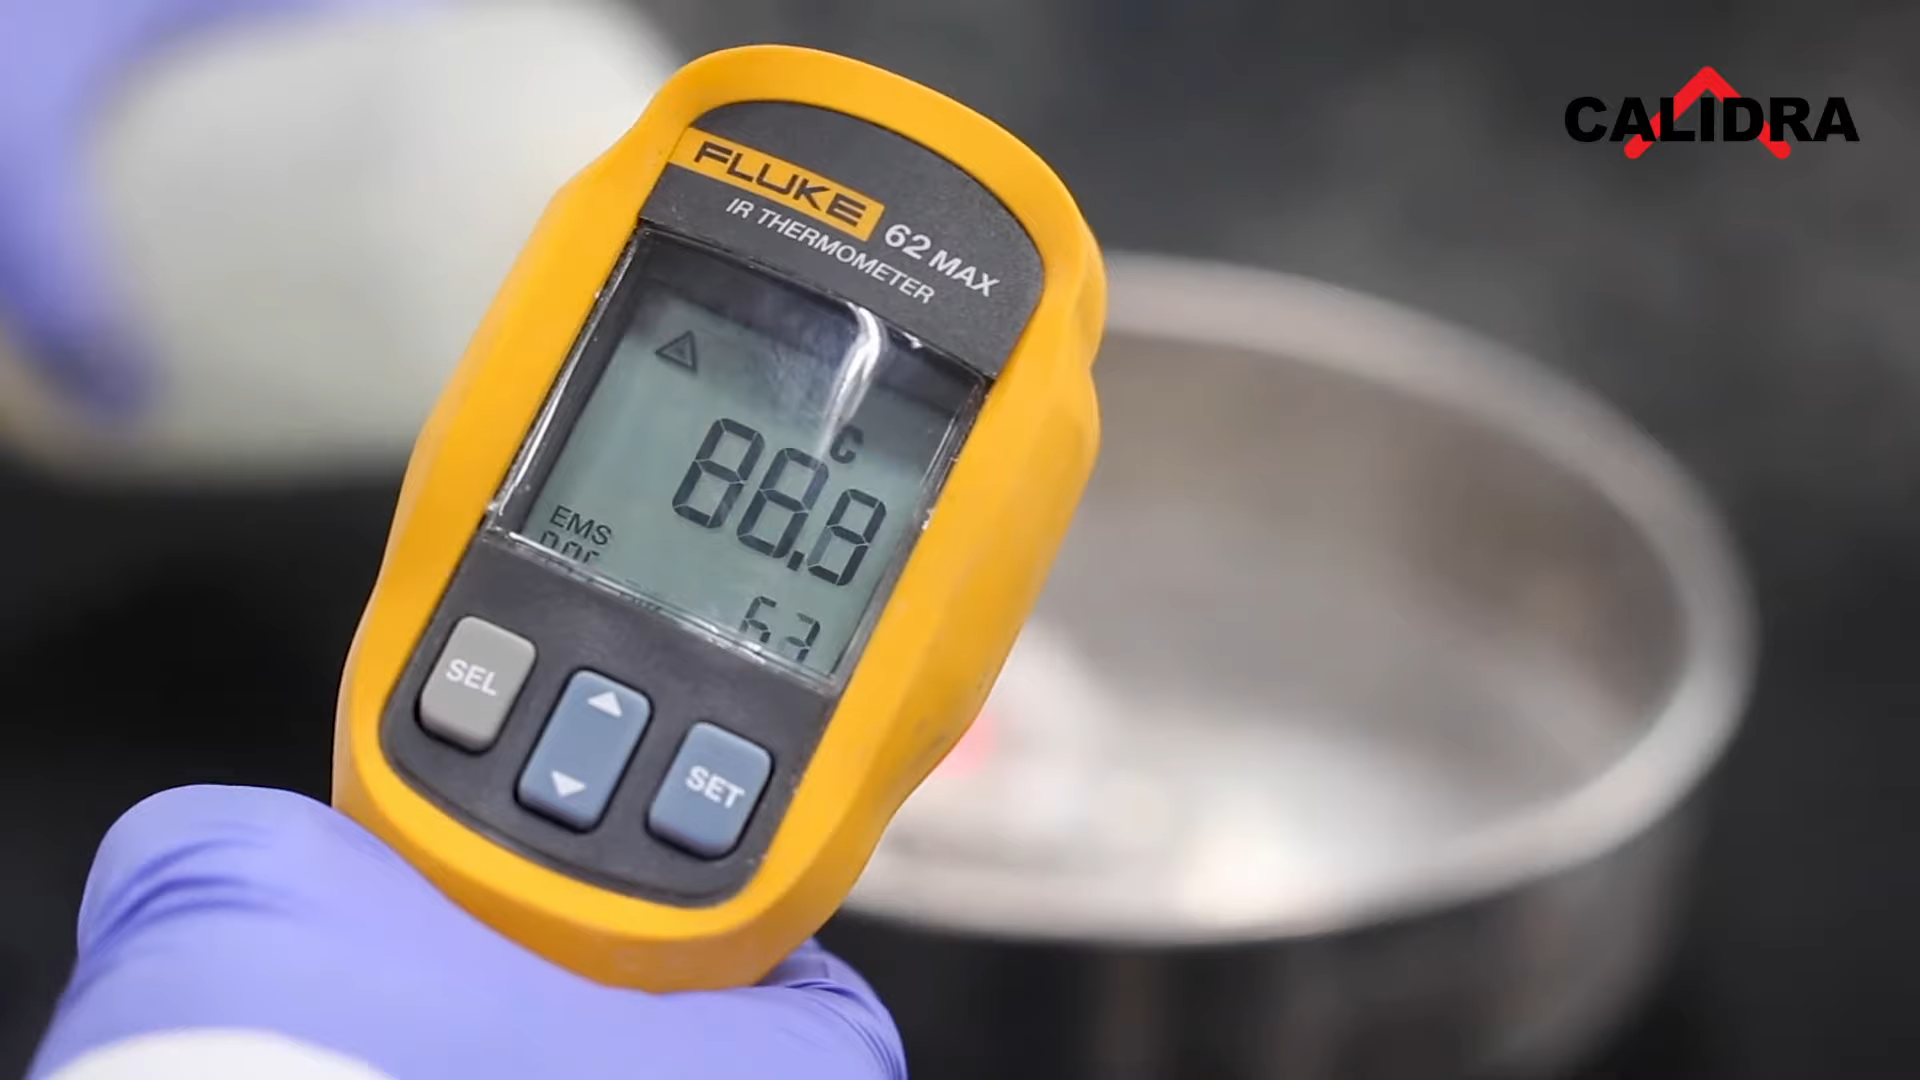 CALIDRA
FLUKE
62 MAX
IR THERMOMETER
C
88.8
EMS
SEL
SET